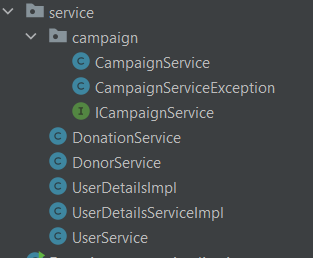 service
campaign
CampaignService
CampaignServiceException
ICampaignService
DonationService
DonorService
UserDetailsImpl
UserDetailsServiceImpl
UserService